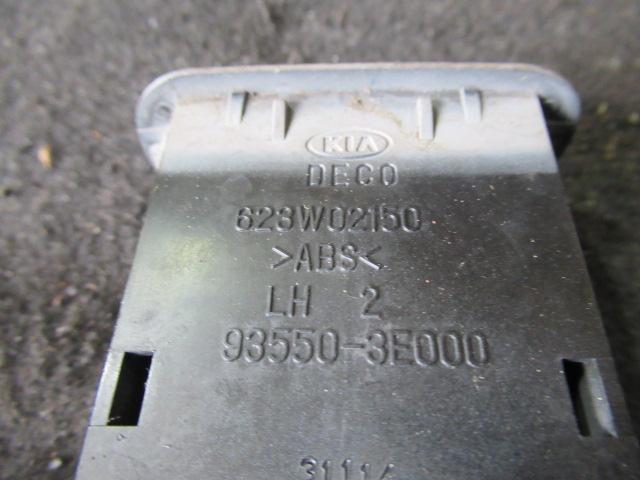 KIA
DECO
623W02150
>ABS<
LH 2
93550-3E000